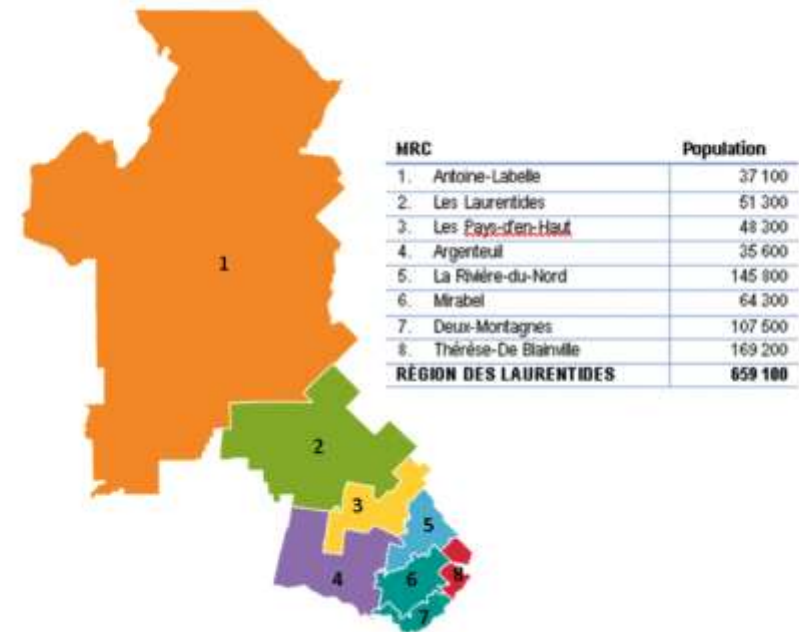 MRC Population
1. Antoine-Labelle 37 100
2. Les Laurentides 51 300
3. Les Pays-d'en-Haut 48 300
4. Argenteuil 35 600
5. La Rivière-du-Nord 145 800
6. Mirabel 64 300
7. Deux-Montagnes 107 500
8. Thérèse-De Blainville 169 200
RÉGION DES LAURENTIDES 659 100
1
2
3
5
4
6
8
7